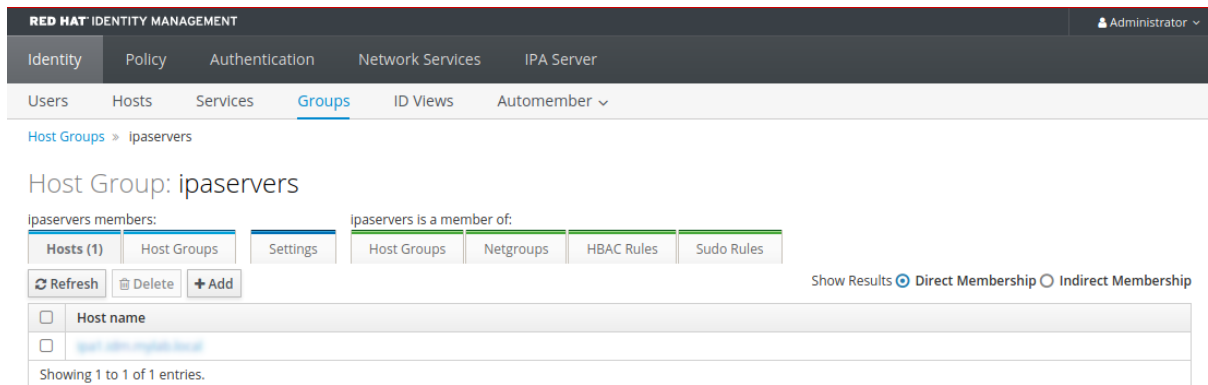 RED HAT® IDENTITY MANAGEMENT Administrator
Identity Policy Authentication Network Services IPA Server
Users Hosts Services Groups ID Views Automember
Host Groups » ipaservers
Host Group: ipaservers
ipaservers members: ipaservers is a member of:
Hosts (1) Host Groups Settings Host Groups Netgroups HBAC Rules Sudo Rules
Refresh Delete + Add Show Results Direct Membership Indirect Membership
Host name
Showing 1 to 1 of 1 entries.